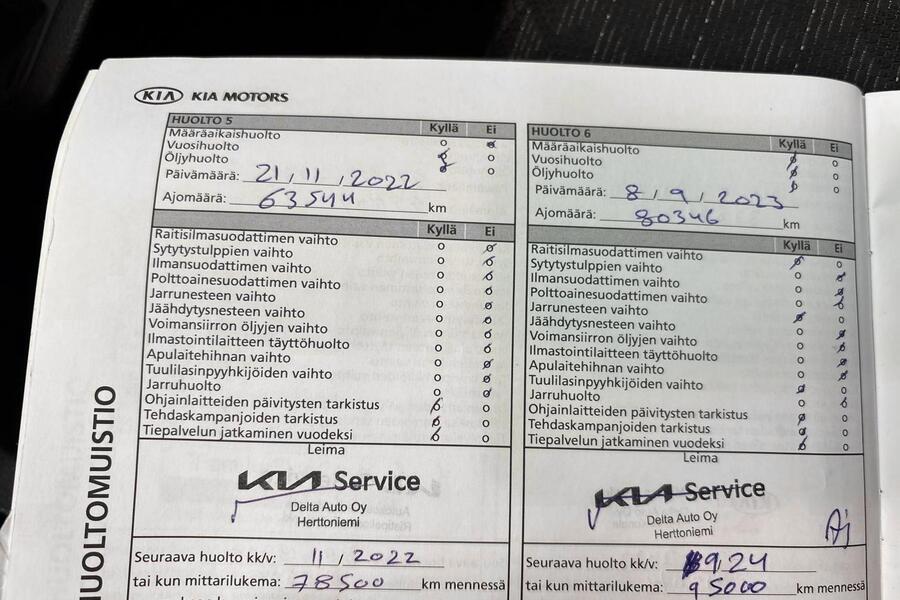 KIA KIA MOTORS
HUOLTO 5 Kyllä Ei
Määräaikaishuolto o o
Vuosihuolto o o
Öljyhuolto o o
Päivämäärä: 21, 11, 2022
Ajomäärä: 63544 km
Kyllä Ei
Raitisilmasuodattimen vaihto o o
Sytytystulppien vaihto o o
Ilmansuodattimen vaihto o o
Polttoainesuodattimen vaihto o o
Jarrunesteen vaihto o o
Jäähdytysnesteen vaihto o o
Voimansiirron öljyjen vaihto o o
Ilmastointilaitteen täyttöhuolto o o
Apulaitehihnan vaihto o o
Tuulilasinpyyhkijöiden vaihto o o
Jarruhuolto o o
Ohjainlaitteiden päivitysten tarkistus o o
Tehdaskampanjoiden tarkistus o o
Tiepalvelun jatkaminen vuodeksi o o
Leima
KIA Service
Delta Auto Oy
Herttoniemi
Seuraava huolto kk/v: 11, 2022
tai kun mittarilukema: 78500 km mennessä
HUOLTO 6 Kyllä Ei
Määräaikaishuolto o o
Vuosihuolto o o
Öljyhuolto o o
Päivämäärä: 8, 9, 2023
Ajomäärä: 80346 km
Kyllä Ei
Raitisilmasuodattimen vaihto o o
Sytytystulppien vaihto o o
Ilmansuodattimen vaihto o o
Polttoainesuodattimen vaihto o o
Jarrunesteen vaihto o o
Jäähdytysnesteen vaihto o o
Voimansiirron öljyjen vaihto o o
Ilmastointilaitteen täyttöhuolto o o
Apulaitehihnan vaihto o o
Tuulilasinpyyhkijöiden vaihto o o
Jarruhuolto o o
Ohjainlaitteiden päivitysten tarkistus o o
Tehdaskampanjoiden tarkistus o o
Tiepalvelun jatkaminen vuodeksi o o
Leima
KIA Service
Delta Auto Oy
Herttoniemi
Seuraava huolto kk/v: 9, 24
tai kun mittarilukema: 95000 km mennessä
HUOLTOMUISTIO